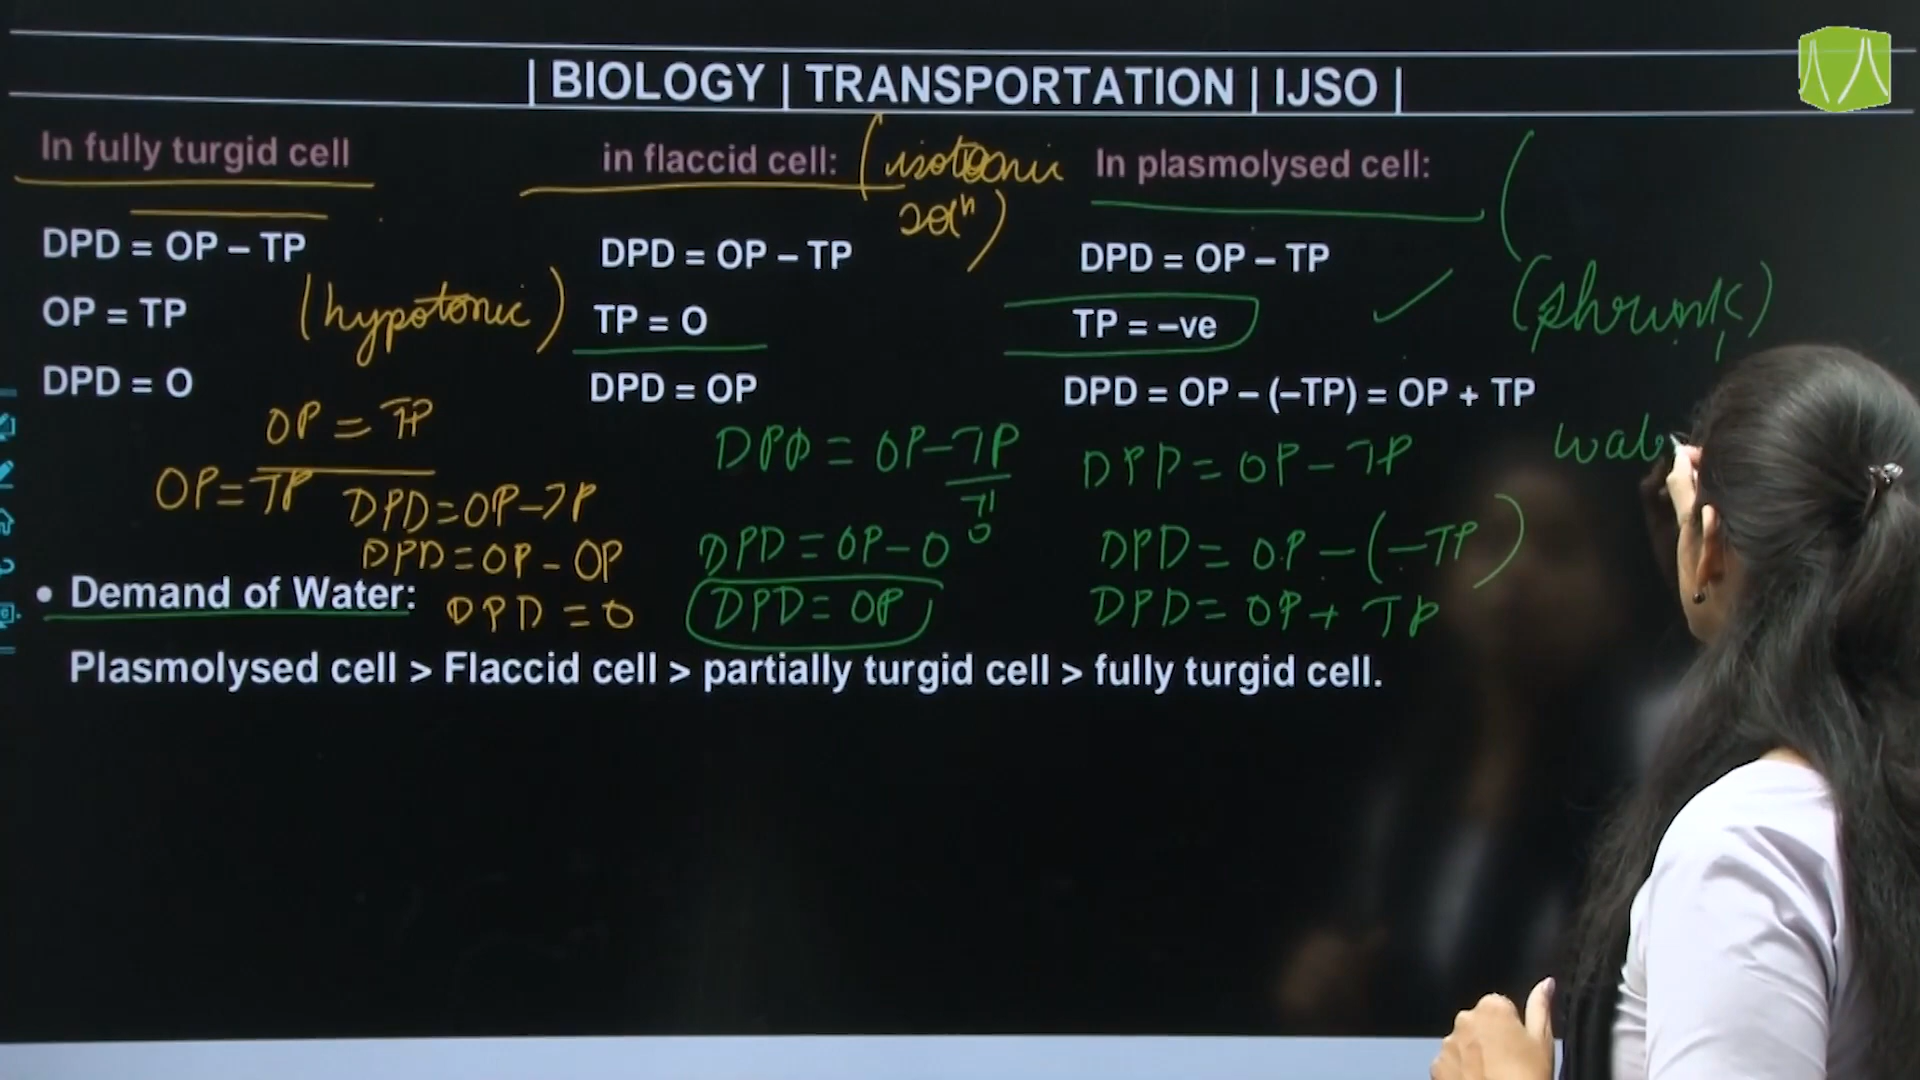 | BIOLOGY | TRANSPORTATION | IJSO |
In fully turgid cell
DPD = OP – TP
OP = TP
(hypotonic)
DPD = O
OP = TP
OP = TP
DPD = OP - TP
DPD = OP - OP
DPD = 0
in flaccid cell:
(isotonic
solⁿ)
DPD = OP – TP
TP = O
DPD = OP
DPD = OP - TP
0
DPD = OP - 0
DPD = OP
In plasmolysed cell:
DPD = OP – TP
TP = –ve
(shrunk)
DPD = OP – (–TP) = OP + TP
DPD = OP - TP
DPD = OP - (-TP)
DPD = OP + TP
• Demand of Water:
Plasmolysed cell > Flaccid cell > partially turgid cell > fully turgid cell.